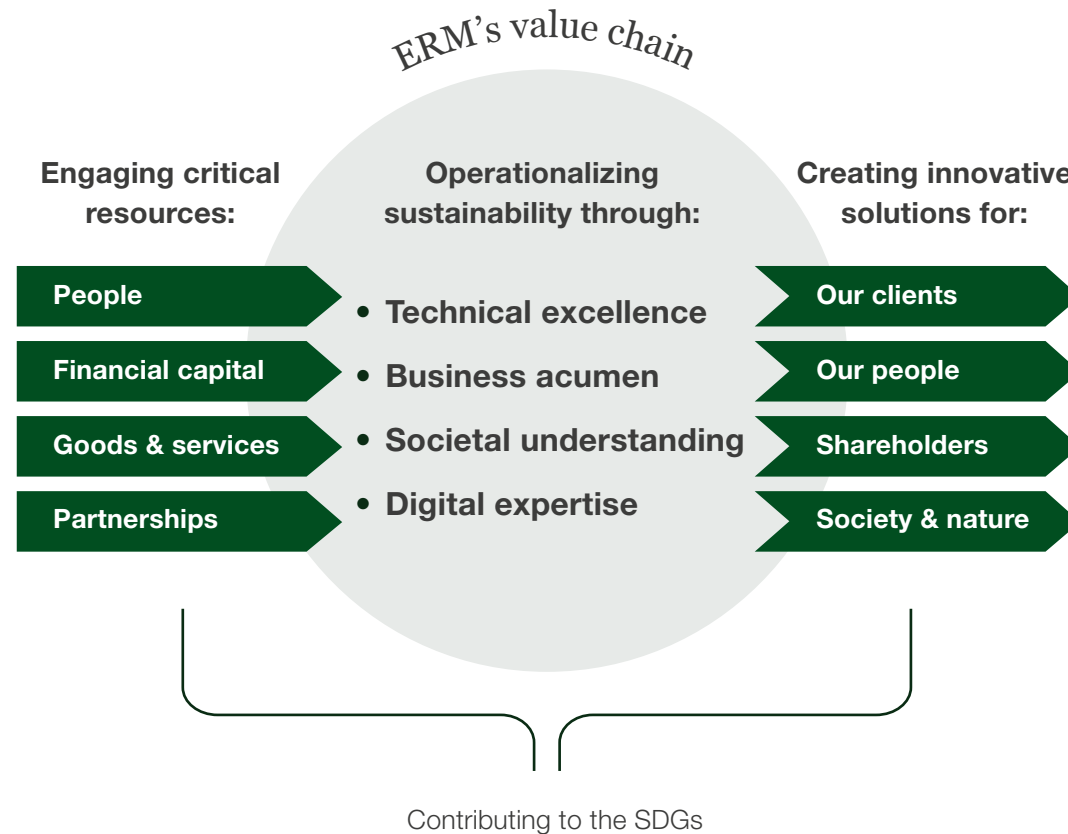 ERM’s value chain
Engaging critical
resources:
People
Financial capital
Goods & services
Partnerships
Operationalizing
sustainability through:
• Technical excellence
• Business acumen
• Societal understanding
• Digital expertise
Creating innovative
solutions for:
Our clients
Our people
Shareholders
Society & nature
Contributing to the SDGs